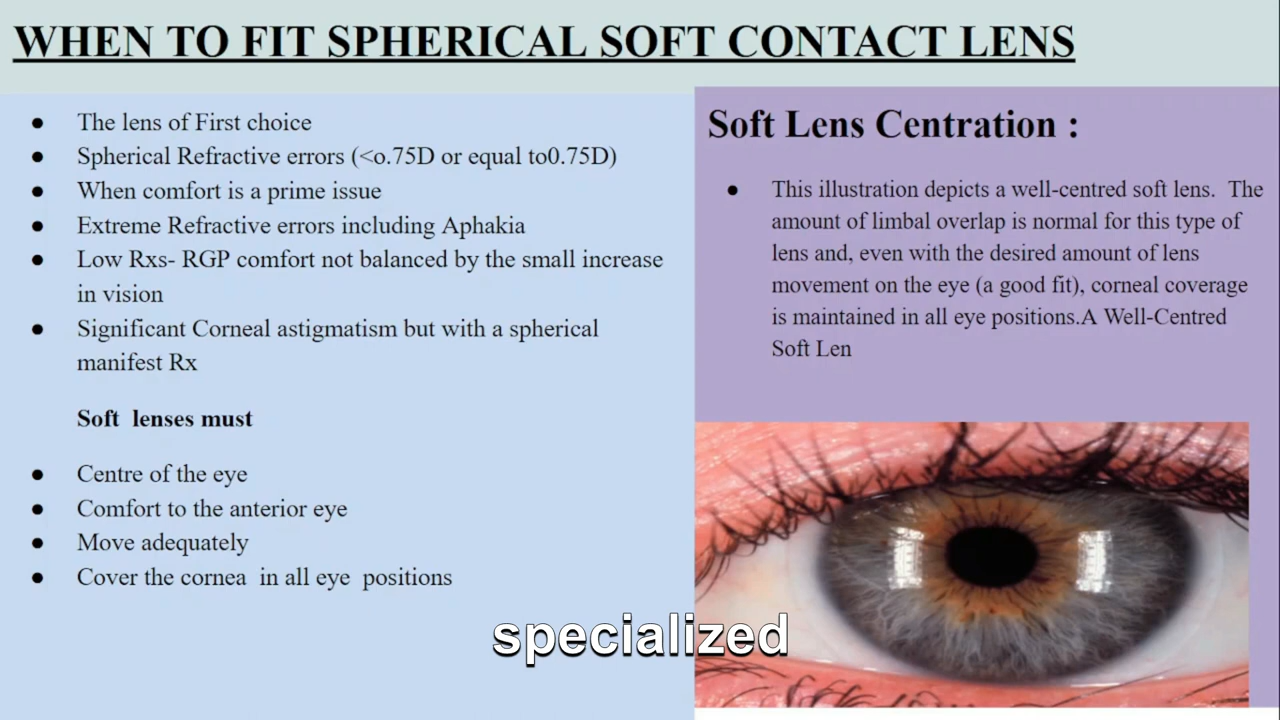 WHEN TO FIT SPHERICAL SOFT CONTACT LENS
● The lens of First choice
● Spherical Refractive errors (<o.75D or equal to0.75D)
● When comfort is a prime issue
● Extreme Refractive errors including Aphakia
● Low Rxs- RGP comfort not balanced by the small increase
in vision
● Significant Corneal astigmatism but with a spherical
manifest Rx
Soft lenses must
● Centre of the eye
● Comfort to the anterior eye
● Move adequately
● Cover the cornea in all eye positions
Soft Lens Centration :
● This illustration depicts a well-centred soft lens. The
amount of limbal overlap is normal for this type of
lens and, even with the desired amount of lens
movement on the eye (a good fit), corneal coverage
is maintained in all eye positions.A Well-Centred
Soft Len
specialized